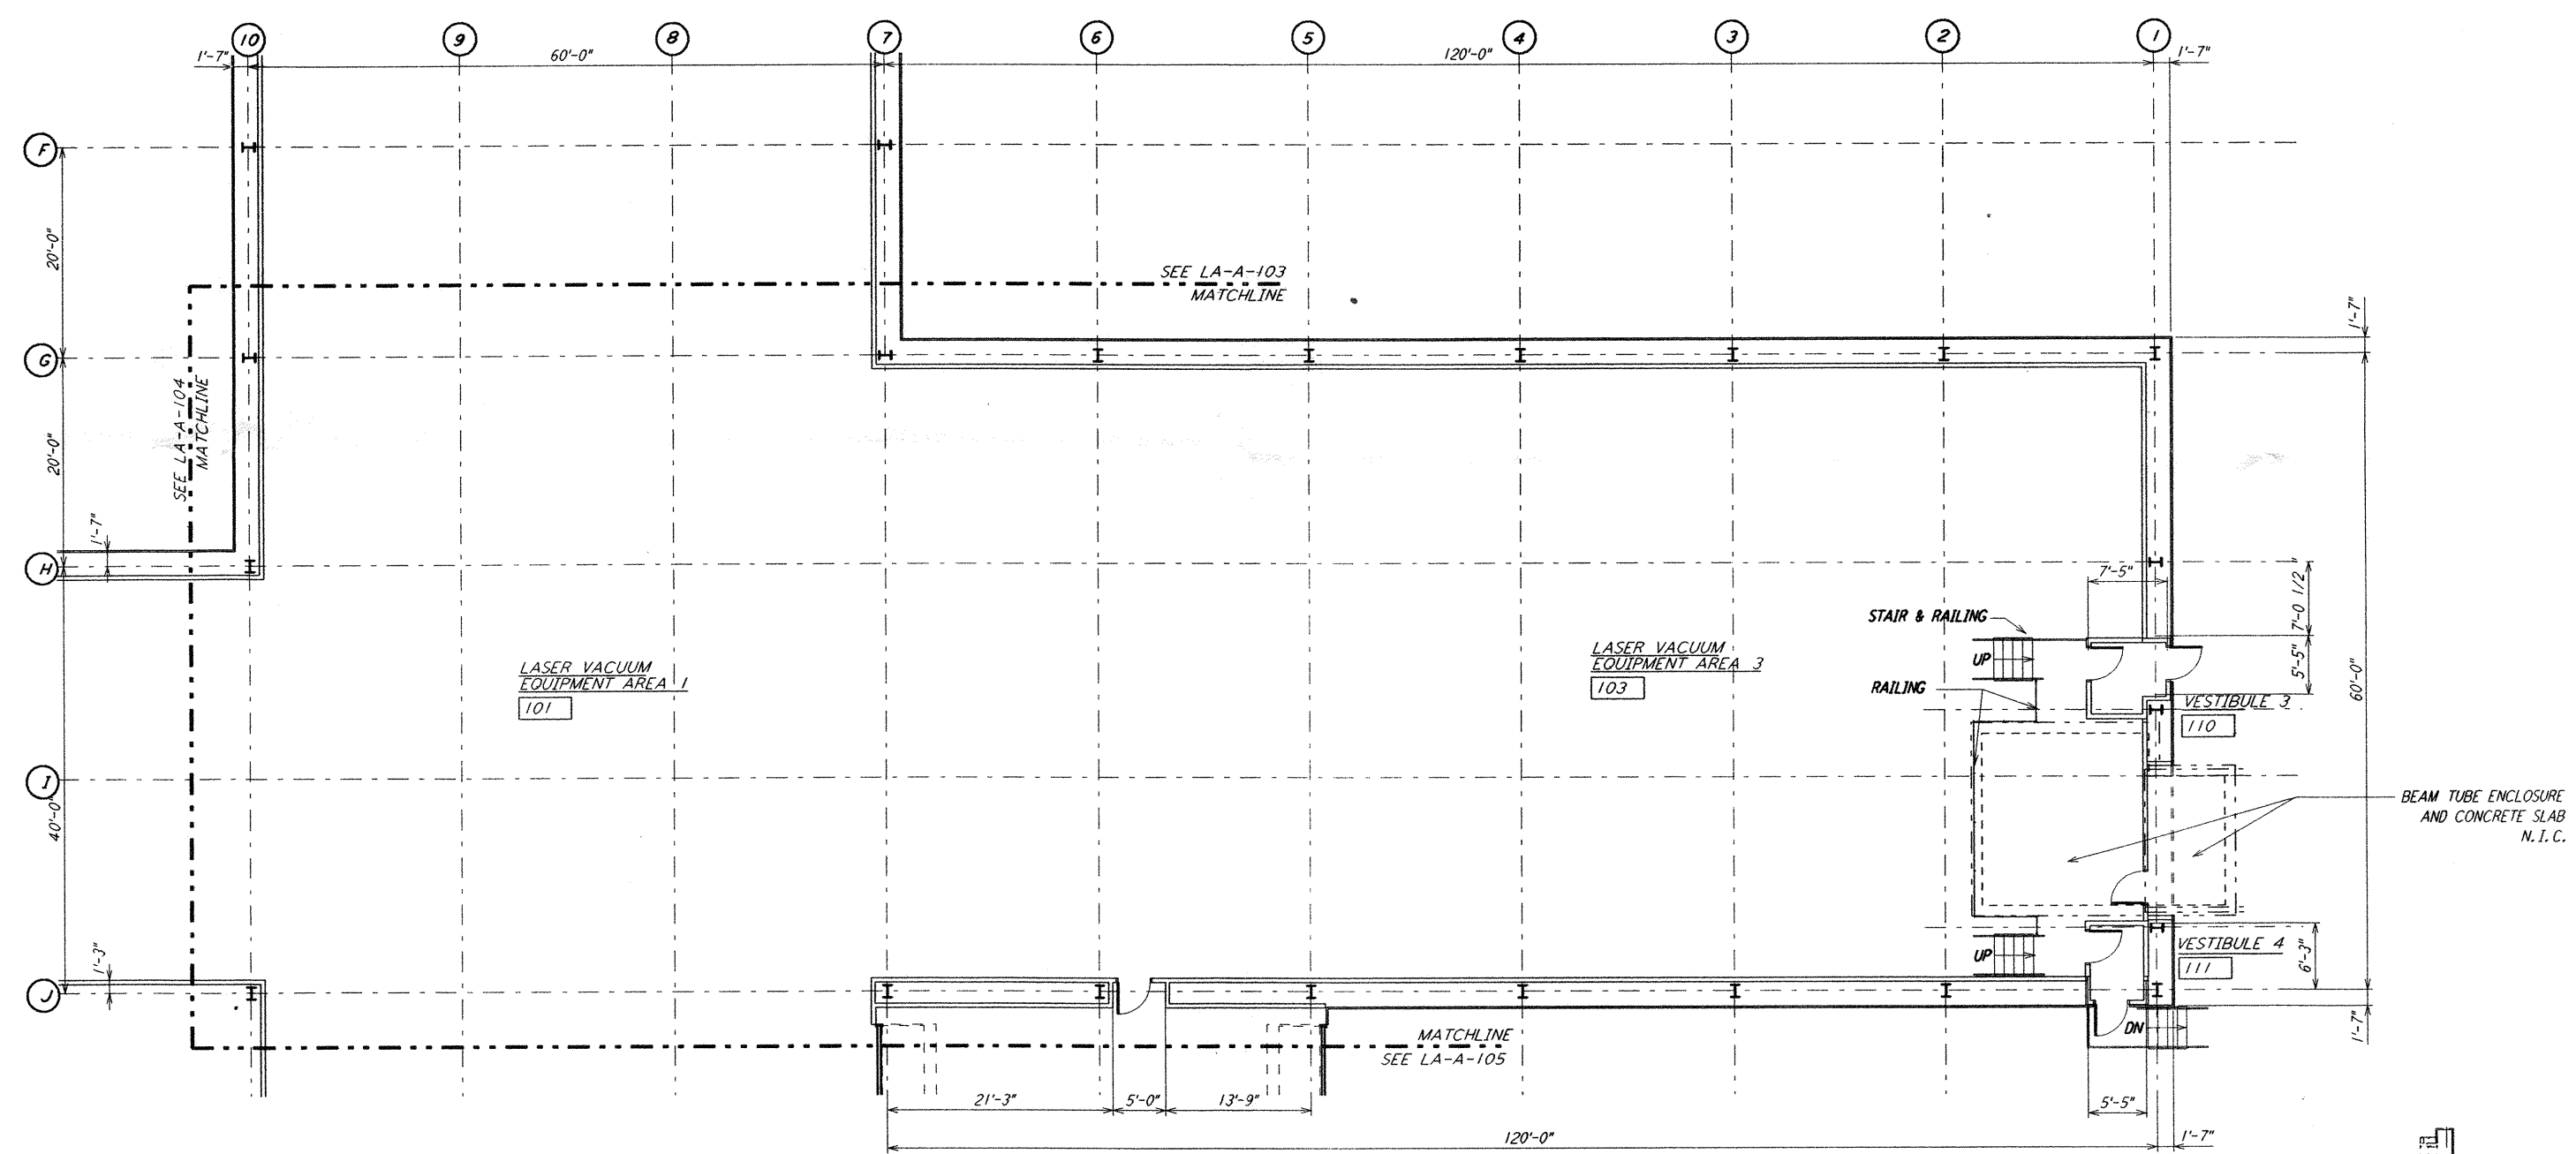 10
9
8
7
6
5
4
3
2
1
1'-7"
60'-0"
120'-0"
1'-7"
F
20'-0"
SEE LA-A-103
MATCHLINE
1'-7"
G
SEE LA-A-104
MATCHLINE
20'-0"
1'-7"
H
7'-5"
7'-0 1/2"
STAIR & RAILING
LASER VACUUM
EQUIPMENT AREA 1
101
LASER VACUUM
EQUIPMENT AREA 3
103
UP
5'-5"
60'-0"
RAILING
VESTIBULE 3
110
I
40'-0"
BEAM TUBE ENCLOSURE
AND CONCRETE SLAB
N.I.C.
1'-3"
UP
VESTIBULE 4
111
6'-3"
J
DN
1'-7"
MATCHLINE
SEE LA-A-105
21'-3"
5'-0"
13'-9"
5'-5"
120'-0"
1'-7"